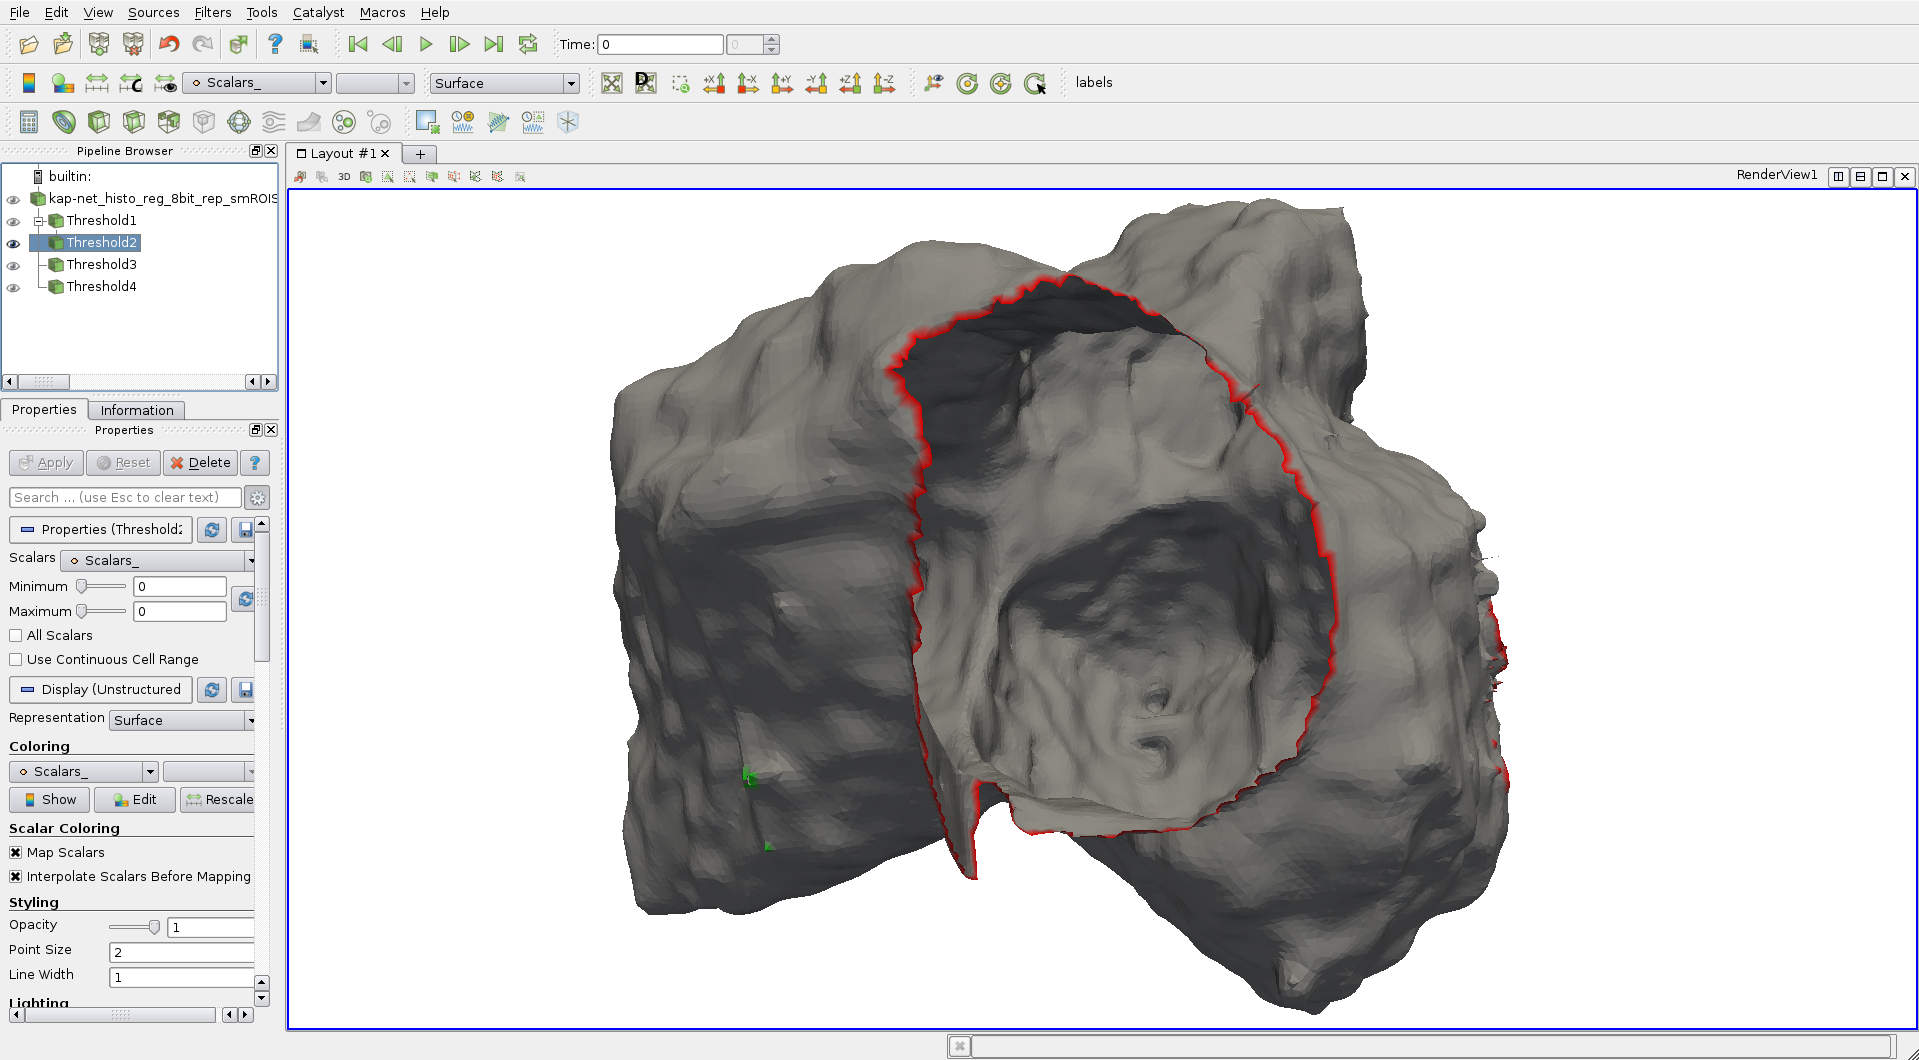 File Edit View Sources Filters Tools Catalyst Macros Help
Time: 0 0
Scalars_ Surface D +X -X +Y -Y +Z -Z labels
Pipeline Browser
Layout #1
3D RenderView1
builtin:
kap-net_histo_reg_8bit_rep_smROIS
Threshold1
Threshold2
Threshold3
Threshold4
Properties Information
Properties
Apply Reset Delete ?
Search ... (use Esc to clear text)
Properties (Threshold2
Scalars Scalars_
Minimum 0
Maximum 0
All Scalars
Use Continuous Cell Range
Display (Unstructured
Representation Surface
Coloring
Scalars_
Show Edit Rescale
Scalar Coloring
Map Scalars
Interpolate Scalars Before Mapping
Styling
Opacity 1
Point Size 2
Line Width 1
Lighting